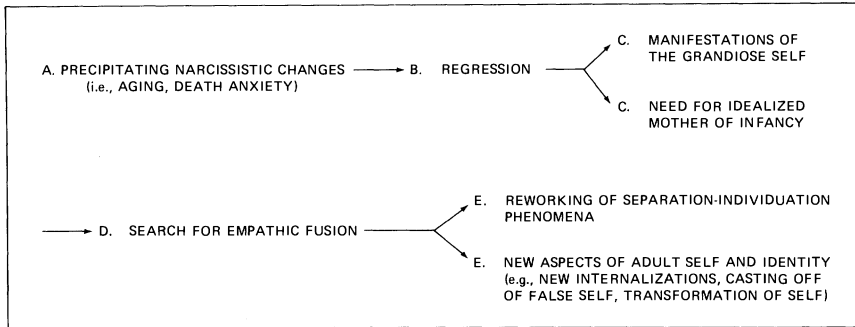 A. PRECIPITATING NARCISSISTIC CHANGES
(i.e., AGING, DEATH ANXIETY)
B. REGRESSION
C. MANIFESTATIONS OF
THE GRANDIOSE SELF
C. NEED FOR IDEALIZED
MOTHER OF INFANCY
D. SEARCH FOR EMPATHIC FUSION
E. REWORKING OF SEPARATION-INDIVIDUATION
PHENOMENA
E. NEW ASPECTS OF ADULT SELF AND IDENTITY
(e.g., NEW INTERNALIZATIONS, CASTING OFF
OF FALSE SELF, TRANSFORMATION OF SELF)